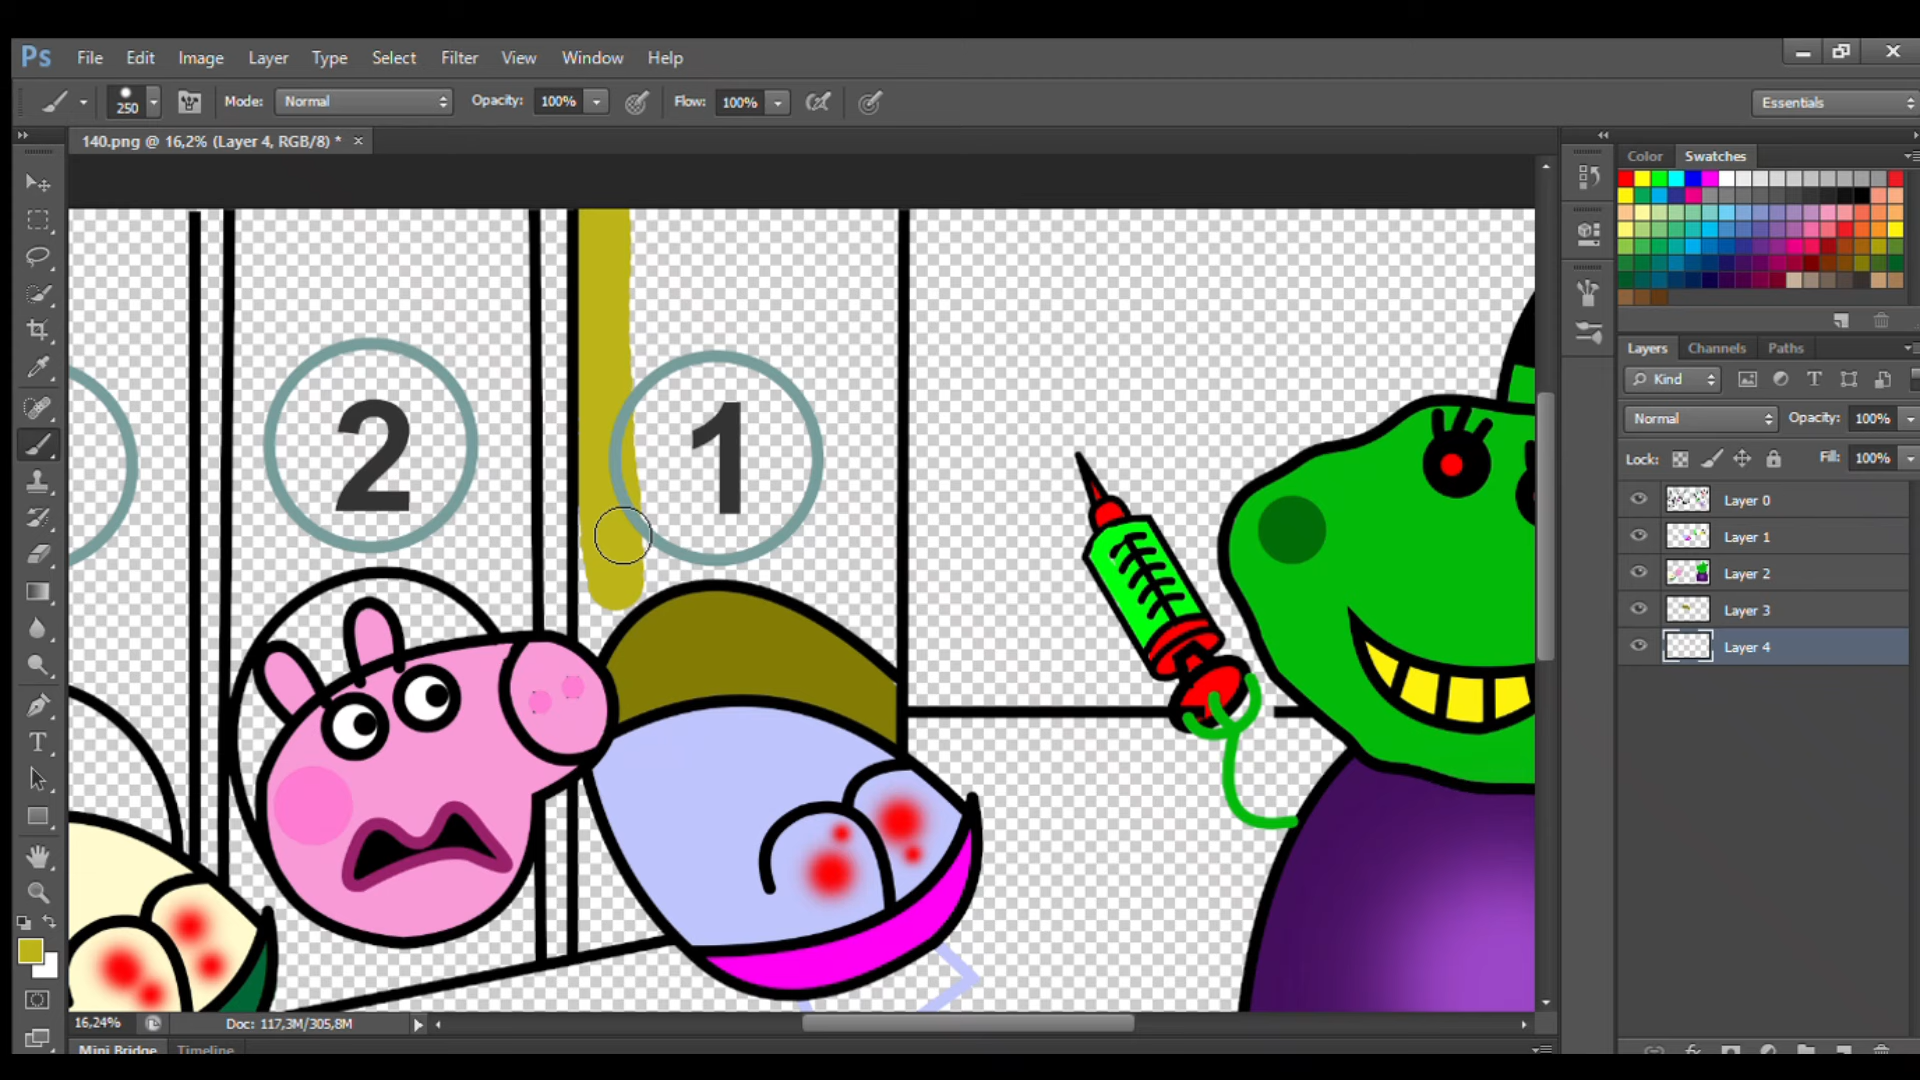 Ps File Edit Image Layer Type Select Filter View Window Help
250 Mode: Normal Opacity: 100% Flow: 100% Essentials
140.png @ 16,2% (Layer 4, RGB/8) * ×
Color Swatches
Layers Channels Paths
Kind T
Normal Opacity: 100%
Lock: Fill: 100%
Layer 0
Layer 1
Layer 2
Layer 3
Layer 4
2 1
T
16,24% Doc: 117,3M/305,8M
Mini Bridge Timeline
fx